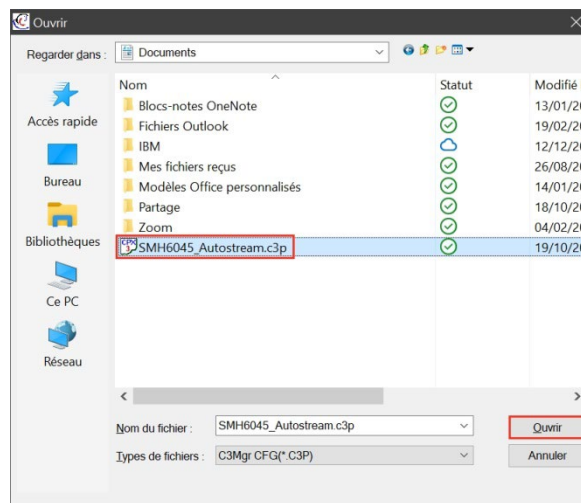 Ouvrir
Regarder dans :
Documents
Nom
Statut
Modifié
Blocs-notes OneNote
13/01/20
Fichiers Outlook
19/02/20
IBM
12/12/20
Mes fichiers reçus
26/08/20
Modèles Office personnalisés
14/01/20
Partage
18/10/20
Zoom
04/02/20
SMH6045_Autostream.c3p
19/10/20
Accès rapide
Bureau
Bibliothèques
Ce PC
Réseau
Nom du fichier :
SMH6045_Autostream.c3p
Ouvrir
Types de fichiers :
C3Mgr CFG(*.C3P)
Annuler